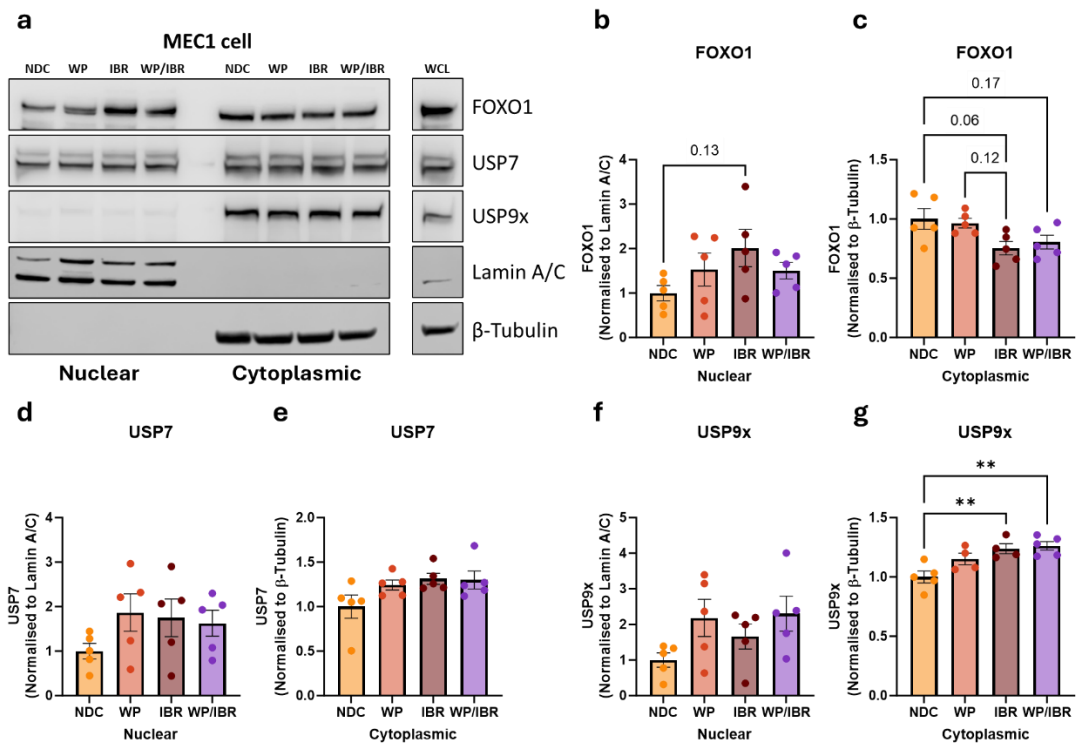 a
MEC1 cell
NDC WP IBR WP/IBR NDC WP IBR WP/IBR WCL
FOXO1
USP7
USP9x
Lamin A/C
β-Tubulin
Nuclear Cytoplasmic
b
FOXO1
0.13
FOXO1
(Normalised to Lamin A/C)
4
3
2
1
0
NDC WP IBR WP/IBR
Nuclear
c
FOXO1
0.17
0.06
0.12
FOXO1
(Normalised to β-Tubulin)
1.5
1.0
0.5
0.0
NDC WP IBR WP/IBR
Cytoplasmic
d
USP7
USP7
(Normalised to Lamin A/C)
4
3
2
1
0
NDC WP IBR WP/IBR
Nuclear
e
USP7
USP7
(Normalised to β-Tubulin)
2.0
1.5
1.0
0.5
0.0
NDC WP IBR WP/IBR
Cytoplasmic
f
USP9x
USP9x
(Normalised to Lamin A/C)
5
4
3
2
1
0
NDC WP IBR WP/IBR
Nuclear
g
USP9x
**
**
USP9x
(Normalised to β-Tubulin)
1.5
1.0
0.5
0.0
NDC WP IBR WP/IBR
Cytoplasmic